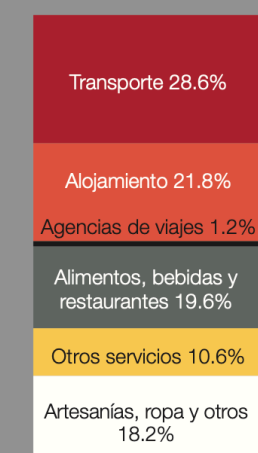 Transporte 28.6%
Alojamiento 21.8%
Agencias de viajes 1.2%
Alimentos, bebidas y
restaurantes 19.6%
Otros servicios 10.6%
Artesanías, ropa y otros
18.2%